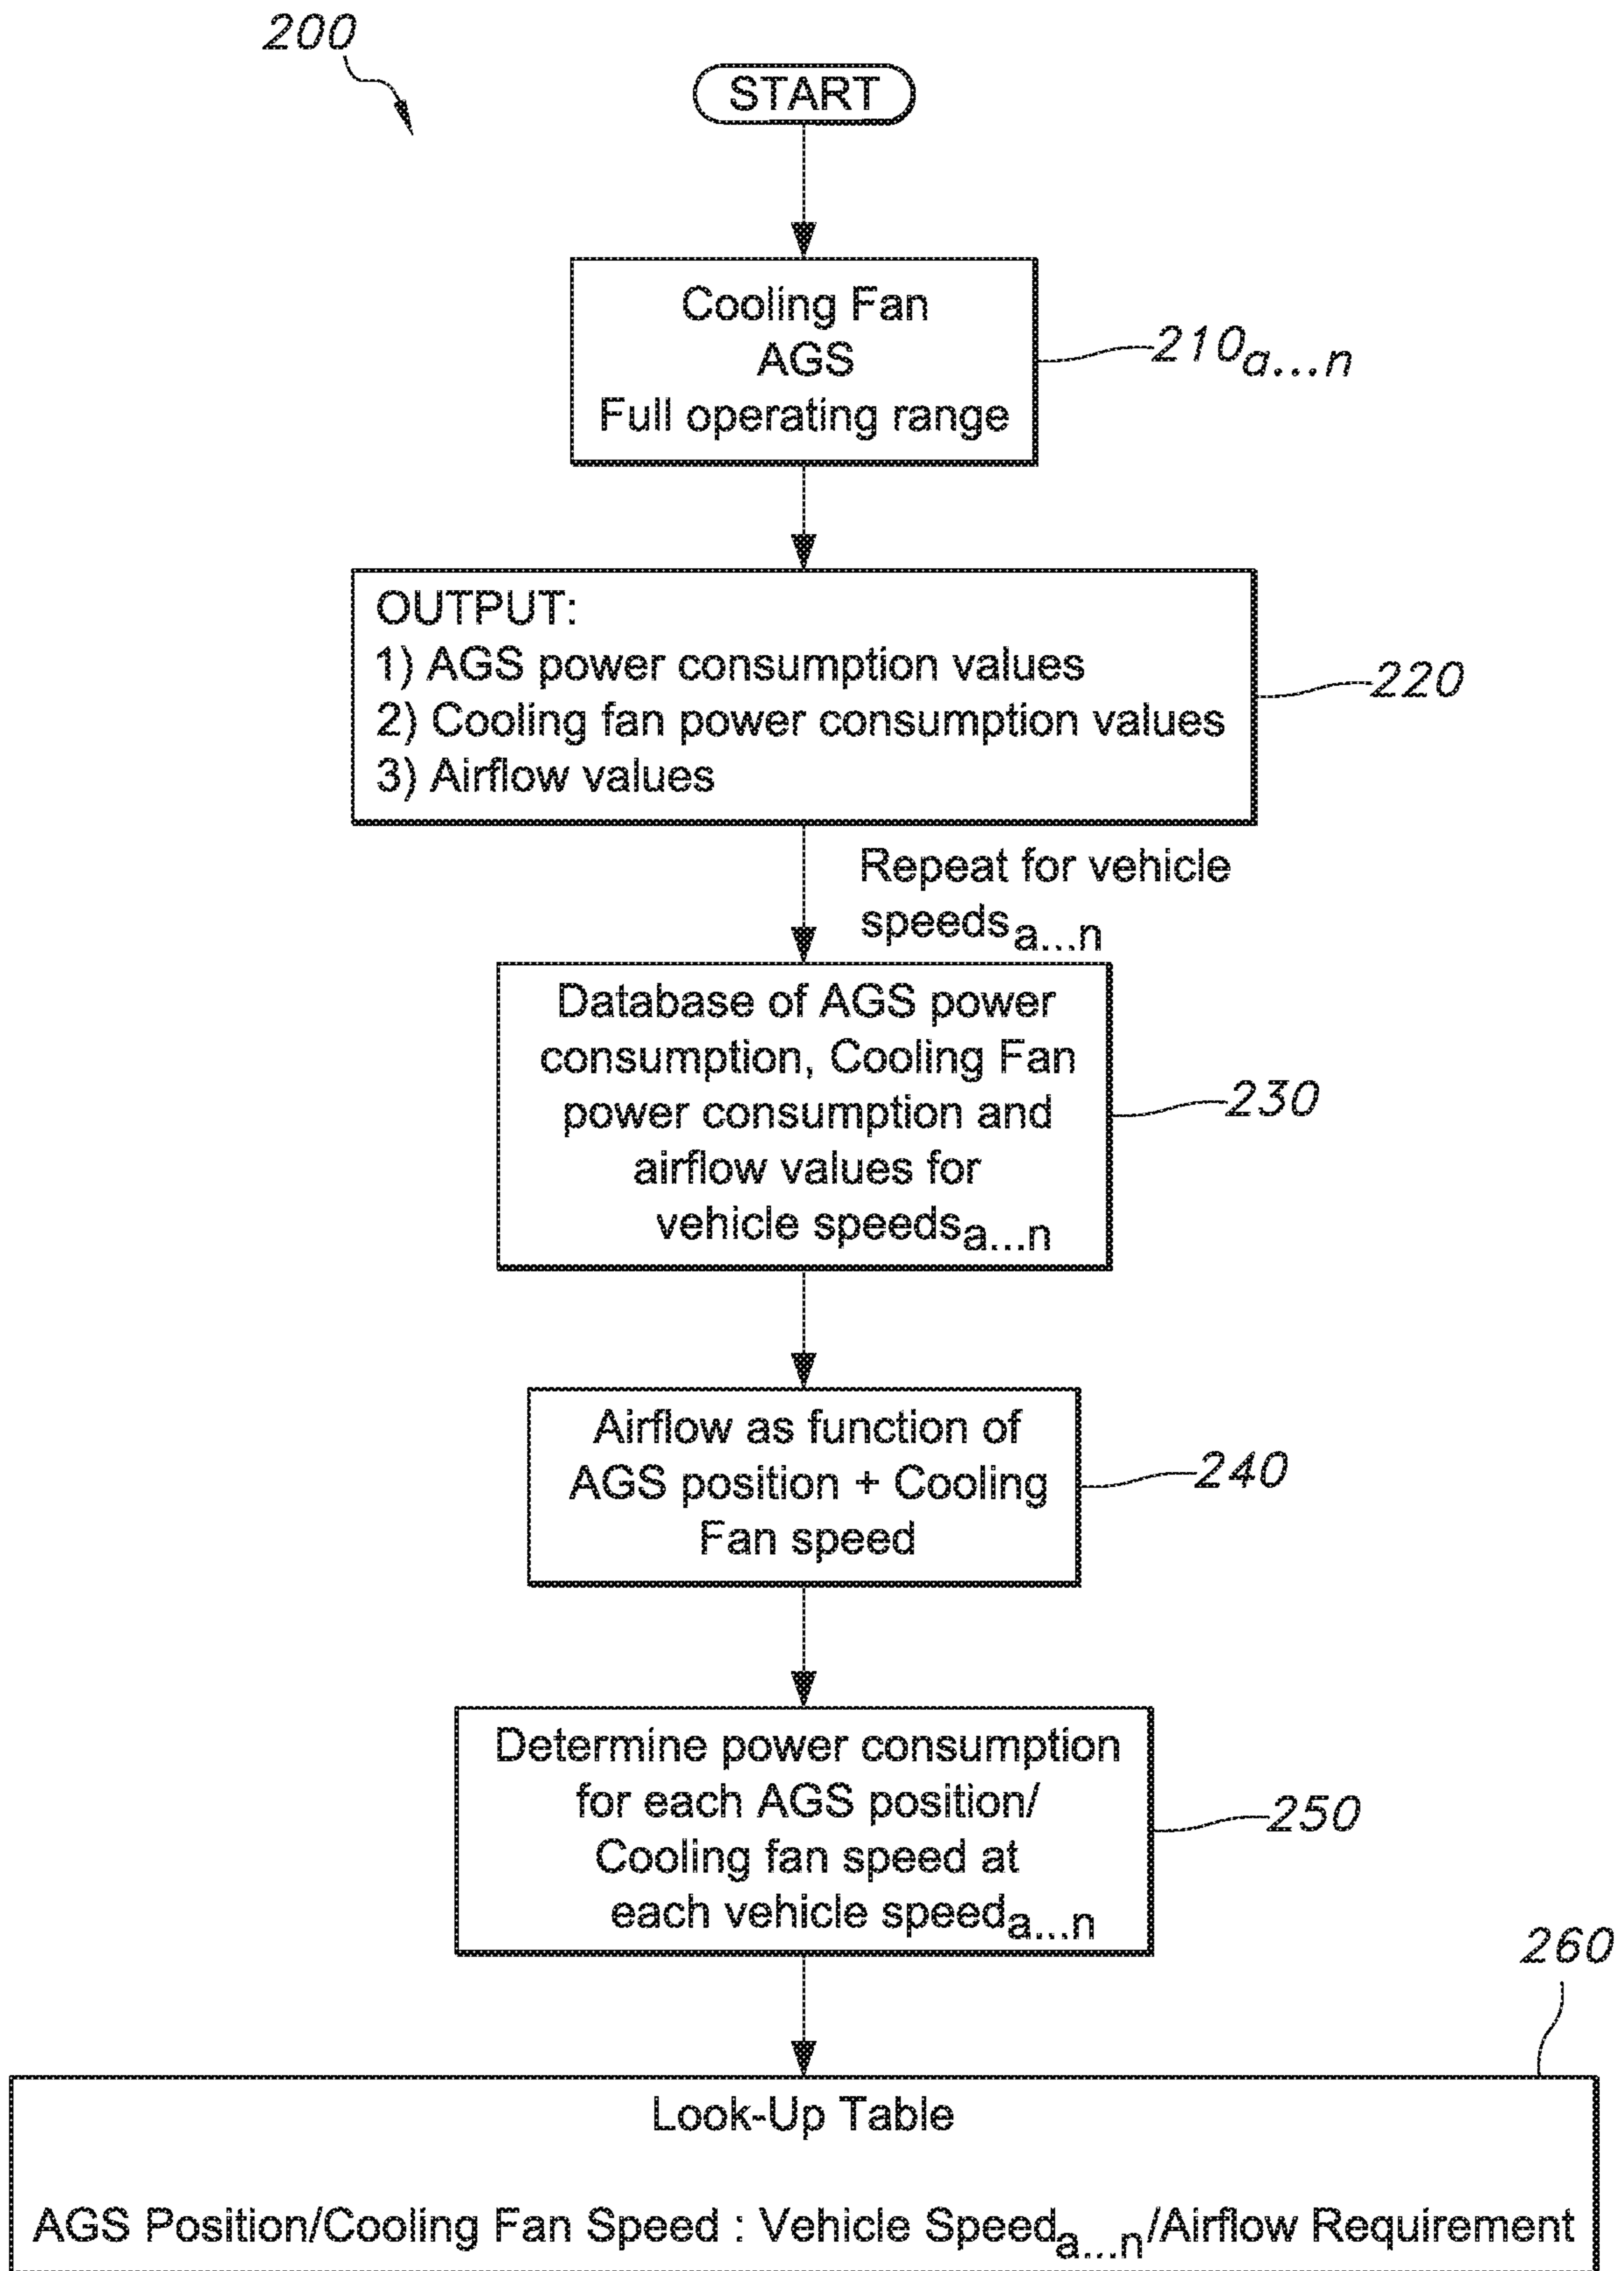 200
START
Cooling Fan
AGS
Full operating range
210a...n
OUTPUT:
1) AGS power consumption values
2) Cooling fan power consumption values
3) Airflow values
220
Repeat for vehicle
speedsa...n
Database of AGS power
consumption, Cooling Fan
power consumption and
airflow values for
vehicle speedsa...n
230
Airflow as function of
AGS position + Cooling
Fan speed
240
Determine power consumption
for each AGS position/
Cooling fan speed at
each vehicle speeda...n
250
260
Look-Up Table
AGS Position/Cooling Fan Speed : Vehicle Speeda...n/Airflow Requirement